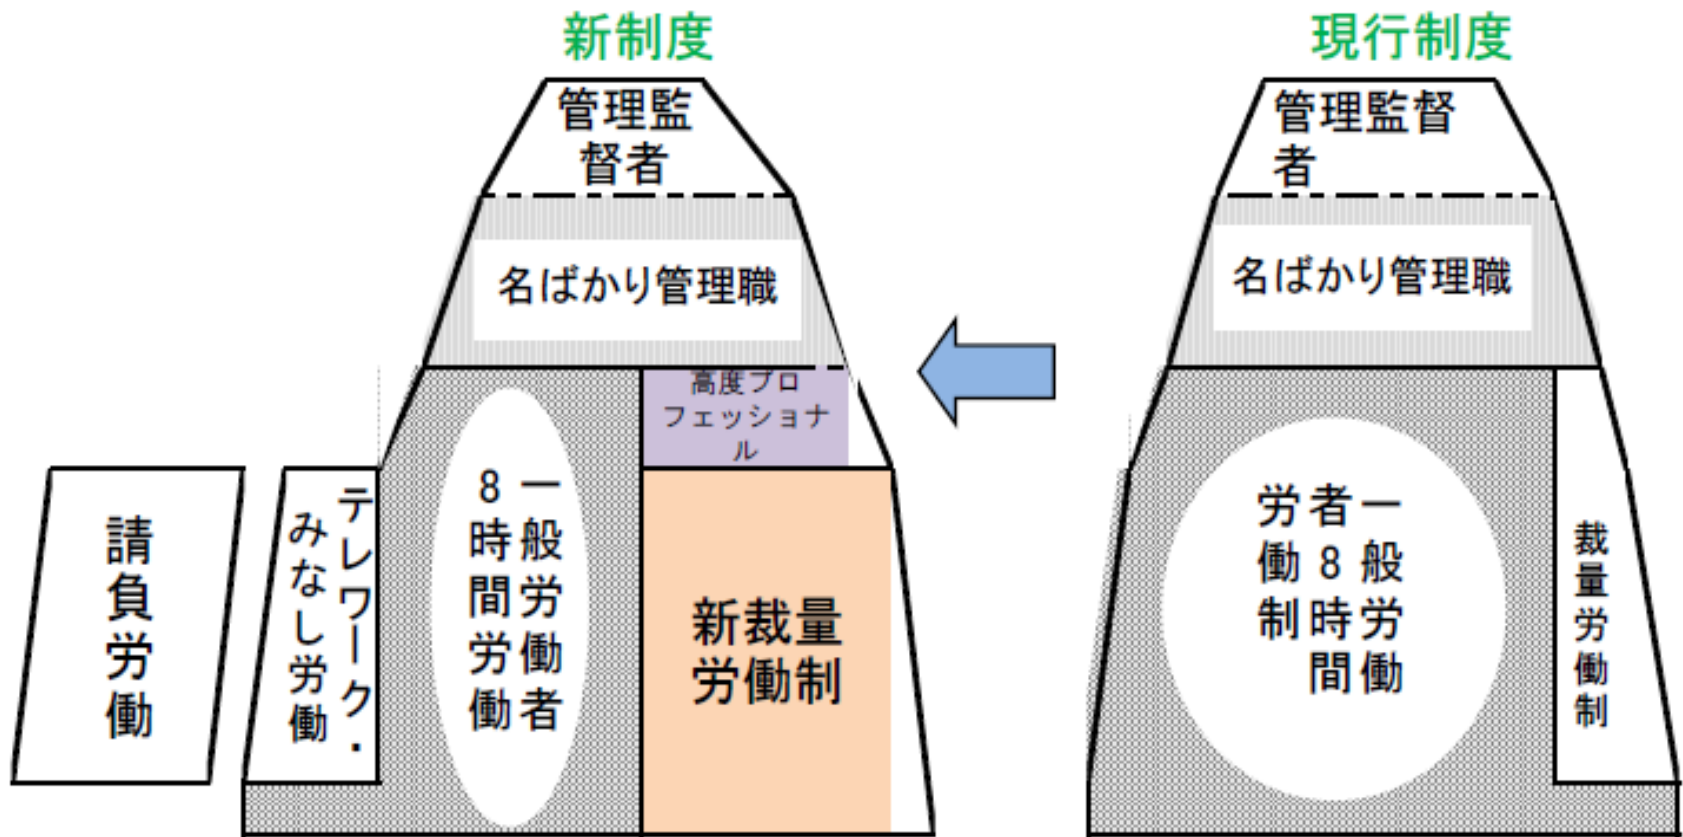 新制度
管理監
督者
名ばかり管理職
高度プロ
フェッショナ
ル
一般労働者
8時間労働
新裁量
労働制
テレワーク・
みなし労働
請負労働
現行制度
管理監督
者
名ばかり管理職
一般労働
者8時間
労働制
裁量労働制